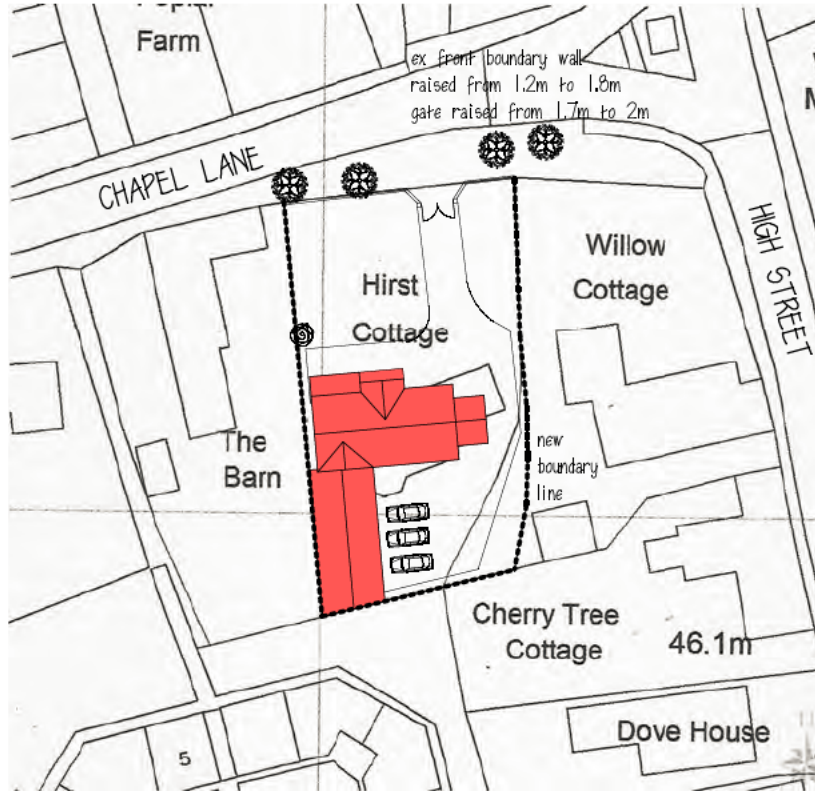 Farm
ex front boundary wall
raised from 1.2m to 1.8m
gate raised from 1.7m to 2m
CHAPEL LANE
HIGH STREET
Hirst
Cottage
Willow
Cottage
The
Barn
new
boundary
line
Cherry Tree
Cottage
46.1m
Dove House
5